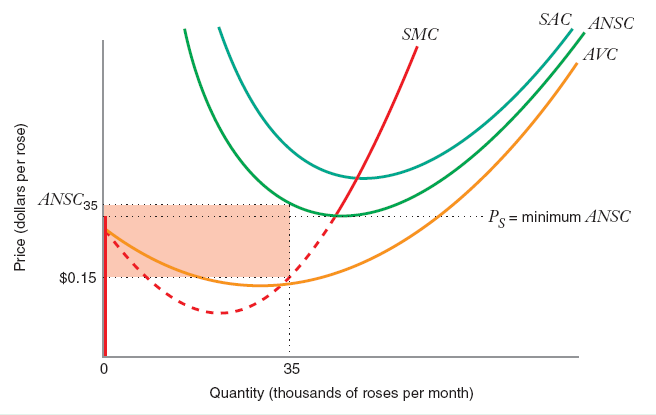 SAC
ANSC
SMC
AVC
Price (dollars per rose)
ANSC35
PS = minimum ANSC
$0.15
0
35
Quantity (thousands of roses per month)